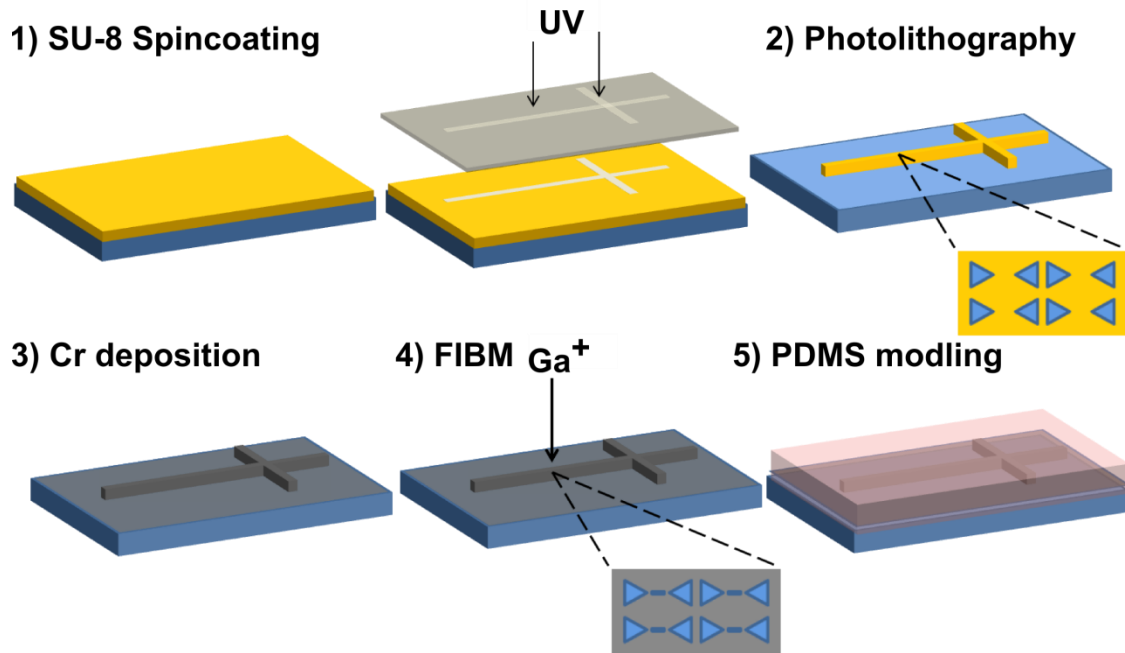 1) SU-8 Spincoating
UV
2) Photolithography
3) Cr deposition
4) FIBM Ga+
5) PDMS modling